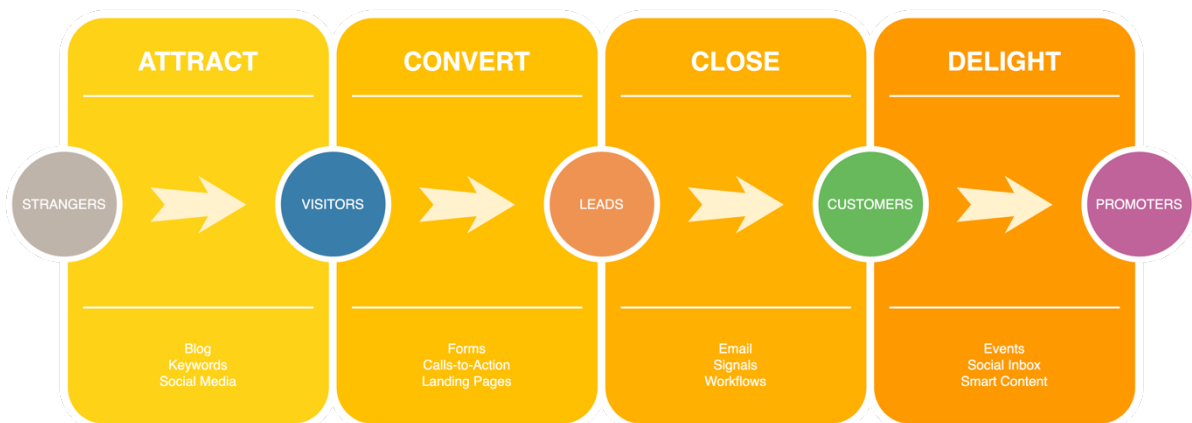 ATTRACT
CONVERT
CLOSE
DELIGHT
STRANGERS
VISITORS
LEADS
CUSTOMERS
PROMOTERS
Blog
Keywords
Social Media
Forms
Calls-to-Action
Landing Pages
Email
Signals
Workflows
Events
Social Inbox
Smart Content